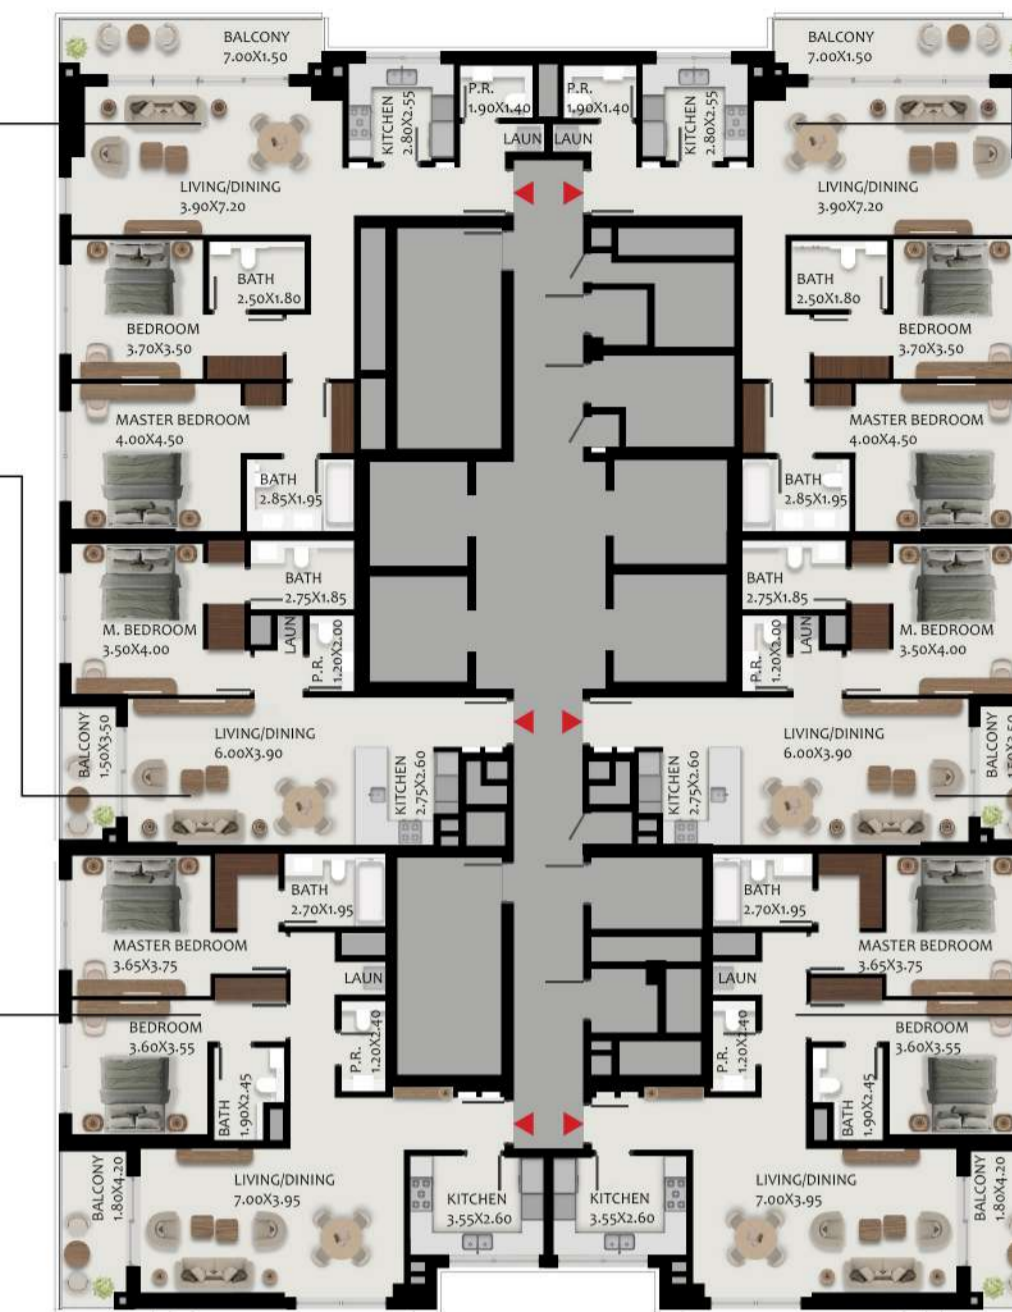 BALCONY
7.00X1.50
BALCONY
7.00X1.50
KITCHEN
2.80X2.55
P.R.
1.90X1.40
P.R.
1.90X1.40
KITCHEN
2.80X2.55
LAUN
LAUN
LIVING/DINING
3.90X7.20
LIVING/DINING
3.90X7.20
BATH
2.50X1.80
BATH
2.50X1.80
BEDROOM
3.70X3.50
BEDROOM
3.70X3.50
MASTER BEDROOM
4.00X4.50
MASTER BEDROOM
4.00X4.50
BATH
2.85X1.95
BATH
2.85X1.95
BATH
2.75X1.85
BATH
2.75X1.85
M. BEDROOM
3.50X4.00
LAUN
P.R.
1.20X2.00
P.R.
1.20X2.00
LAUN
M. BEDROOM
3.50X4.00
BALCONY
1.50X3.50
LIVING/DINING
6.00X3.90
LIVING/DINING
6.00X3.90
BALCONY
KITCHEN
2.75X2.60
KITCHEN
2.75X2.60
BATH
2.70X1.95
BATH
2.70X1.95
MASTER BEDROOM
3.65X3.75
MASTER BEDROOM
3.65X3.75
LAUN
LAUN
BEDROOM
3.60X3.55
P.R.
1.20X2.40
P.R.
1.20X2.40
BEDROOM
3.60X3.55
BATH
1.90X2.45
BATH
1.90X2.45
BALCONY
1.80X4.20
LIVING/DINING
7.00X3.95
LIVING/DINING
7.00X3.95
BALCONY
1.80X4.20
KITCHEN
3.55X2.60
KITCHEN
3.55X2.60